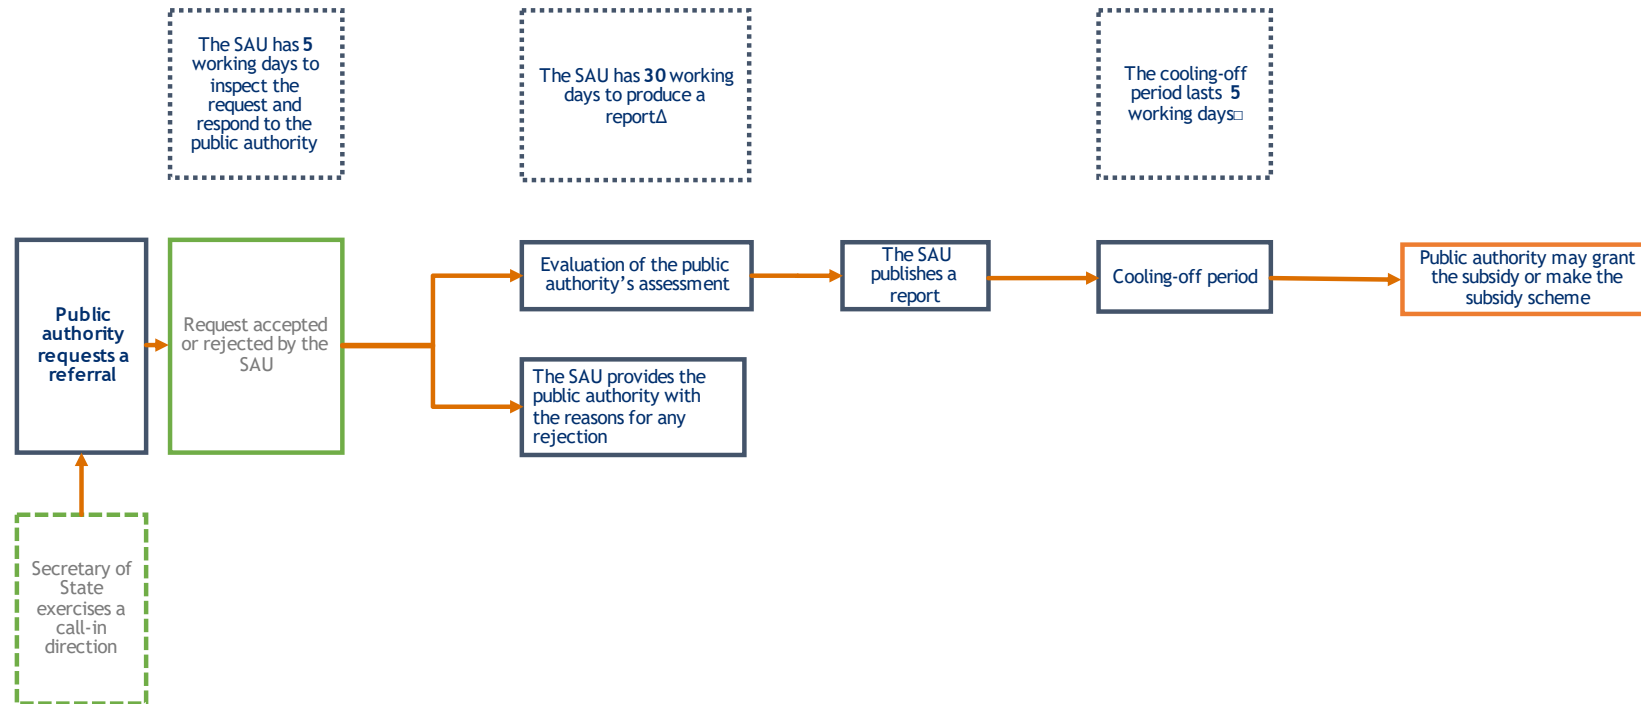 The SAU has 5
working days to
inspect the
request and
respond to the
public authority
The SAU has 30 working
days to produce a
reportΔ
The cooling-off
period lasts 5
working days□
Public
authority
requests a
referral
Request accepted
or rejected by the
SAU
Evaluation of the public
authority’s assessment
The SAU
publishes a
report
Cooling-off period
Public authority may grant
the subsidy or make the
subsidy scheme
The SAU provides the
public authority with
the reasons for any
rejection
Secretary of
State
exercises a
call-in
direction